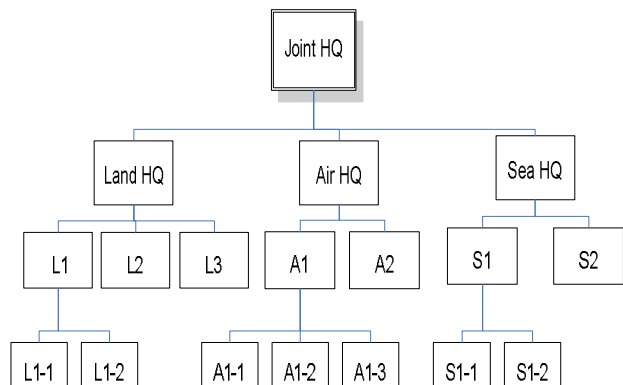 Joint HQ
Land HQ
Air HQ
Sea HQ
L1
L2
L3
A1
A2
S1
S2
L1-1
L1-2
A1-1
A1-2
A1-3
S1-1
S1-2